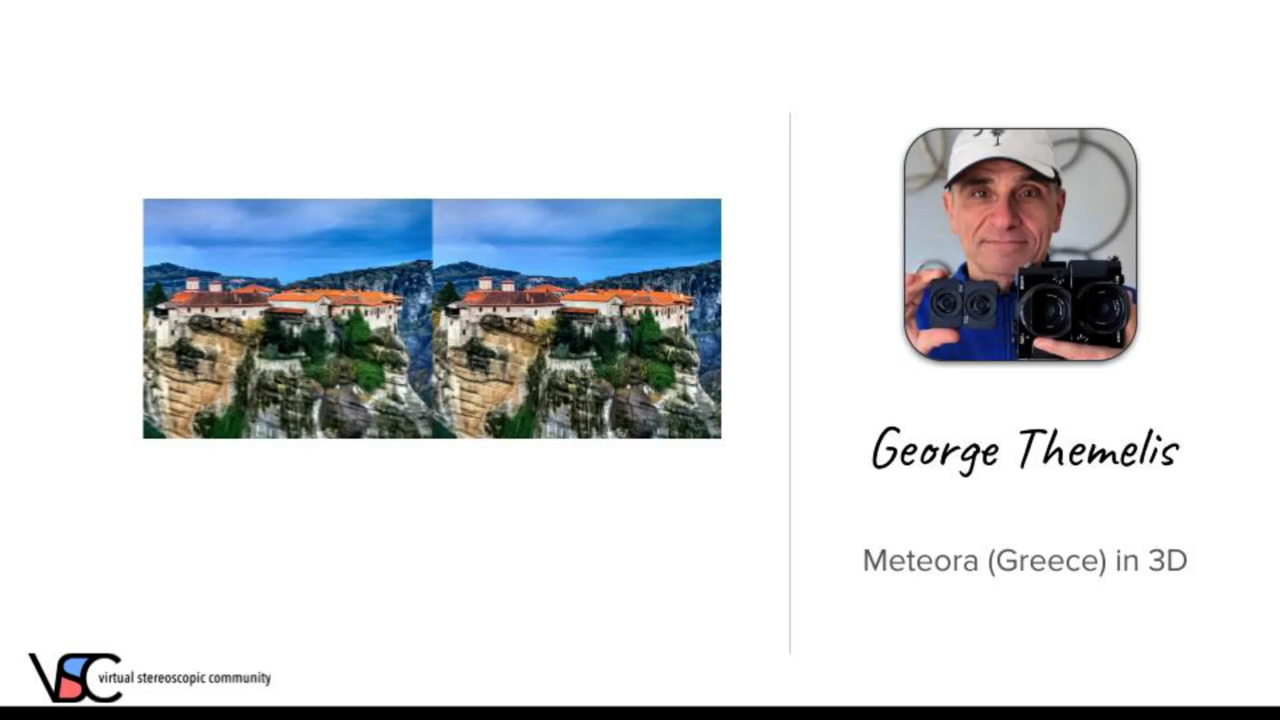 George Themelis
Meteora (Greece) in 3D
VSC virtual stereoscopic community